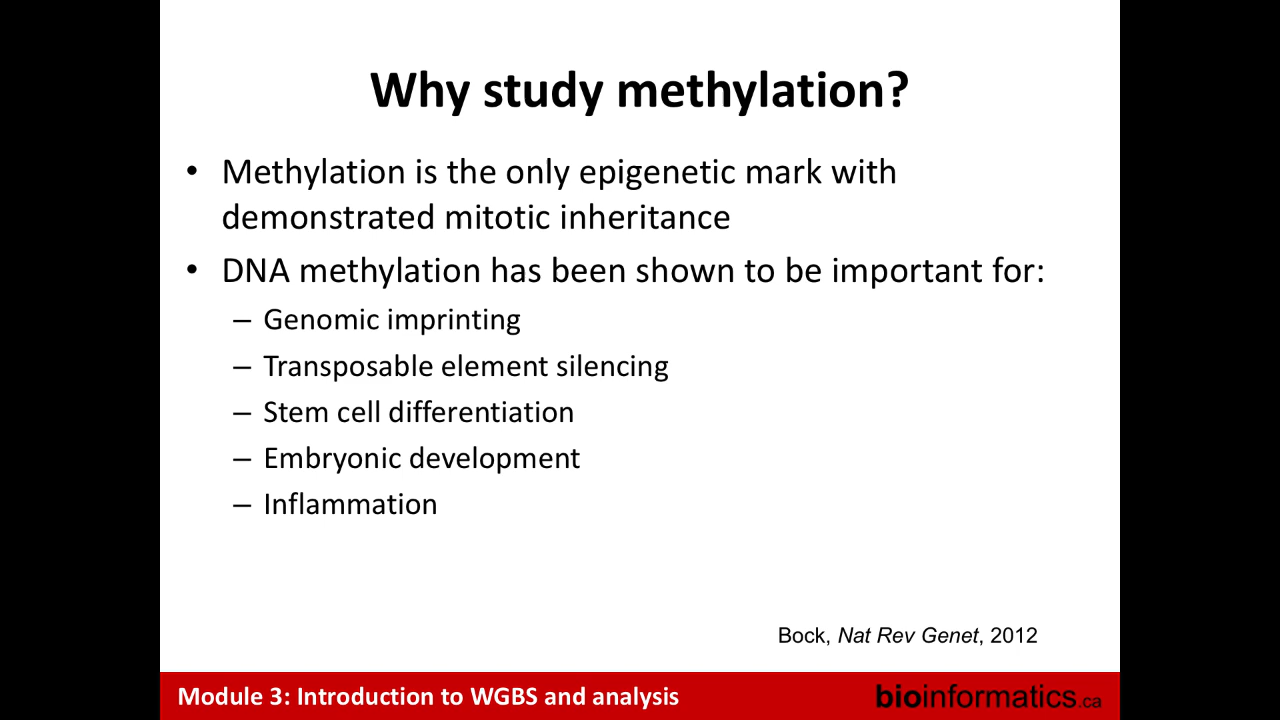 Why study methylation?
• Methylation is the only epigenetic mark with
demonstrated mitotic inheritance
• DNA methylation has been shown to be important for:
– Genomic imprinting
– Transposable element silencing
– Stem cell differentiation
– Embryonic development
– Inflammation
Bock, Nat Rev Genet, 2012
Module 3: Introduction to WGBS and analysis
bioinformatics.ca